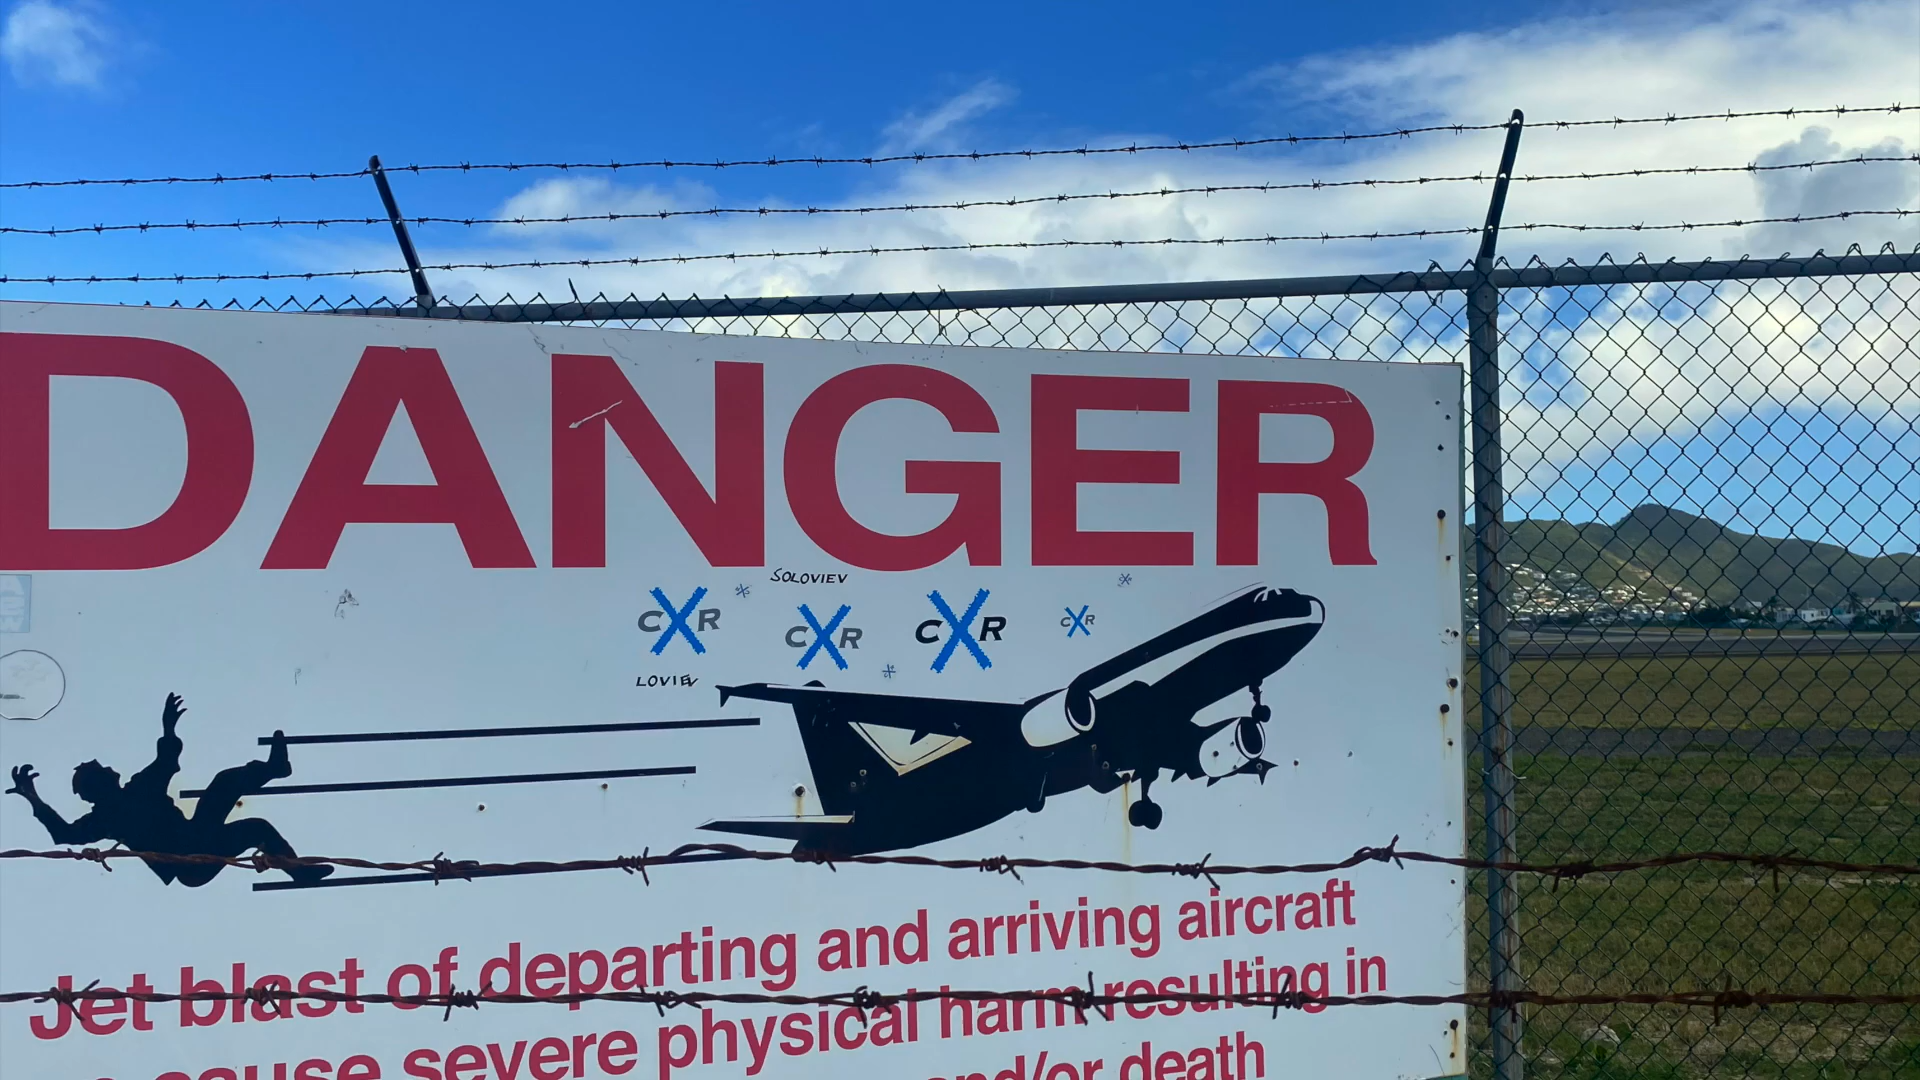 DANGER
SOLOVIEV
CXR CXR CXR CXR
LOVIEV
Jet blast of departing and arriving aircraft
cause severe physical harm resulting in
and/or death